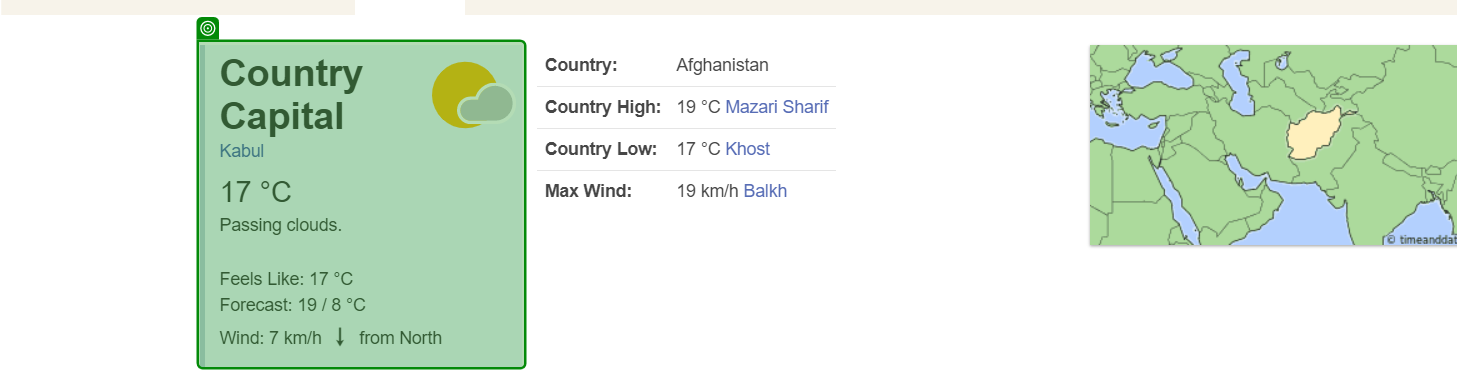 Country
Capital
Kabul
17 °C
Passing clouds.
Feels Like: 17 °C
Forecast: 19 / 8 °C
Wind: 7 km/h ↓ from North
Country: Afghanistan
Country High: 19 °C Mazari Sharif
Country Low: 17 °C Khost
Max Wind: 19 km/h Balkh
© timeanddat